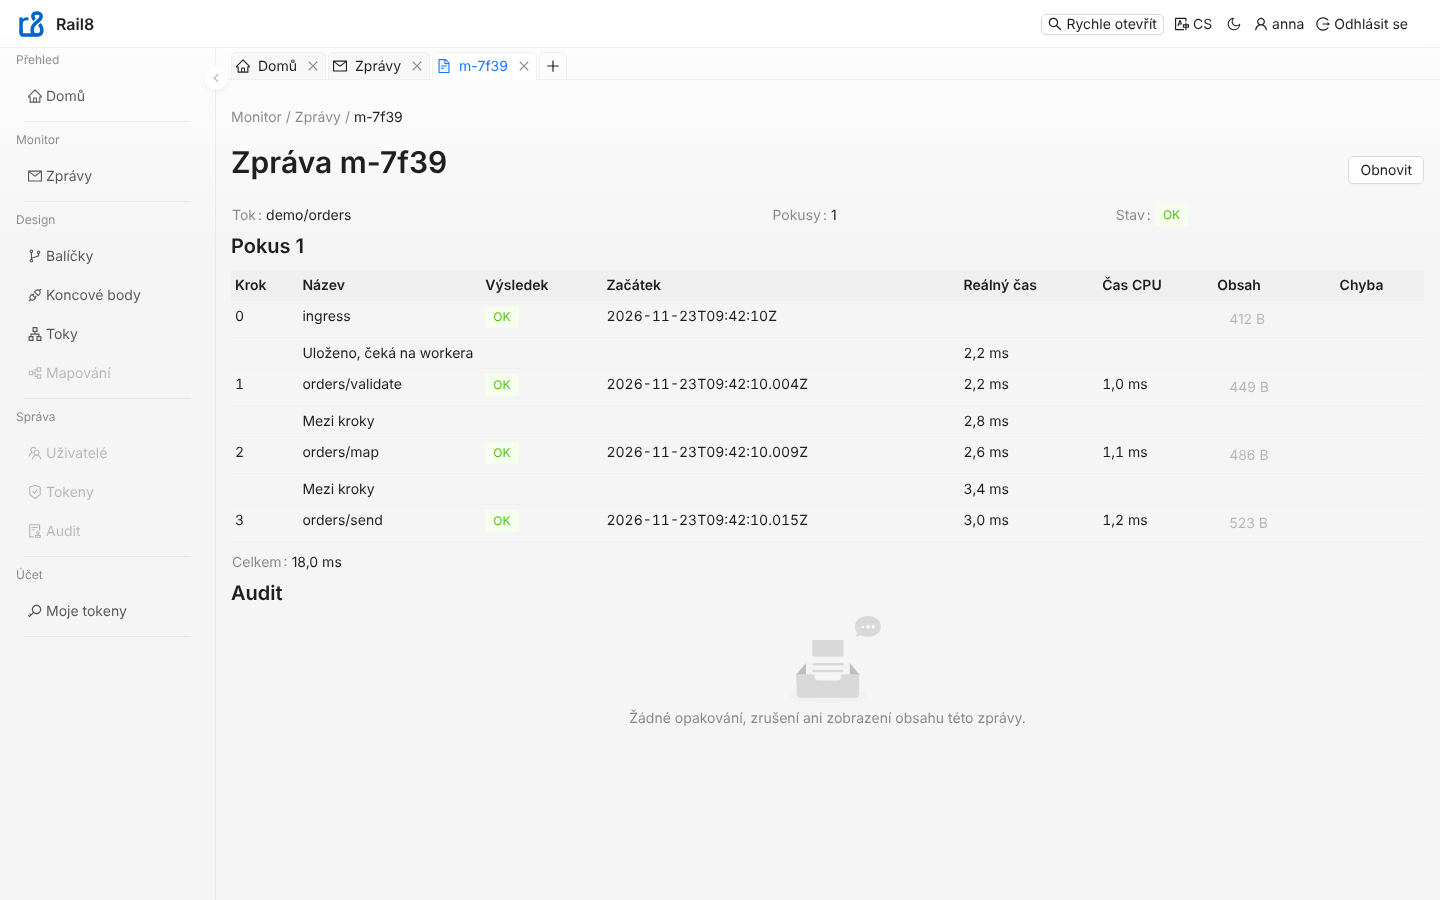 Rail8
Rychle otevřít
CS
anna
Odhlásit se
Přehled
Domů
Monitor
Zprávy
Design
Balíčky
Koncové body
Toky
Mapování
Správa
Uživatelé
Tokeny
Audit
Účet
Moje tokeny
Domů
Zprávy
m-7f39
Monitor / Zprávy / m-7f39
Zpráva m-7f39
Obnovit
Tok: demo/orders
Pokusy: 1
Stav: OK
Pokus 1
Krok Název Výsledek Začátek Reálný čas Čas CPU Obsah Chyba
0 ingress OK 2026-11-23T09:42:10Z 412 B
Uloženo, čeká na workera 2,2 ms
1 orders/validate OK 2026-11-23T09:42:10.004Z 2,2 ms 1,0 ms 449 B
Mezi kroky 2,8 ms
2 orders/map OK 2026-11-23T09:42:10.009Z 2,6 ms 1,1 ms 486 B
Mezi kroky 3,4 ms
3 orders/send OK 2026-11-23T09:42:10.015Z 3,0 ms 1,2 ms 523 B
Celkem: 18,0 ms
Audit
Žádné opakování, zrušení ani zobrazení obsahu této zprávy.